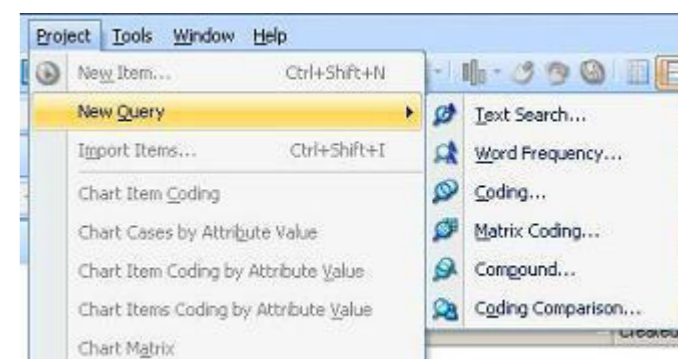 Project Tools Window Help
New Item... Ctrl+Shift+N
New Query
Import Items... Ctrl+Shift+I
Chart Item Coding
Chart Cases by Attribute Value
Chart Item Coding by Attribute Value
Chart Items Coding by Attribute Value
Chart Matrix
Text Search...
Word Frequency...
Coding...
Matrix Coding...
Compound...
Coding Comparison...
Created